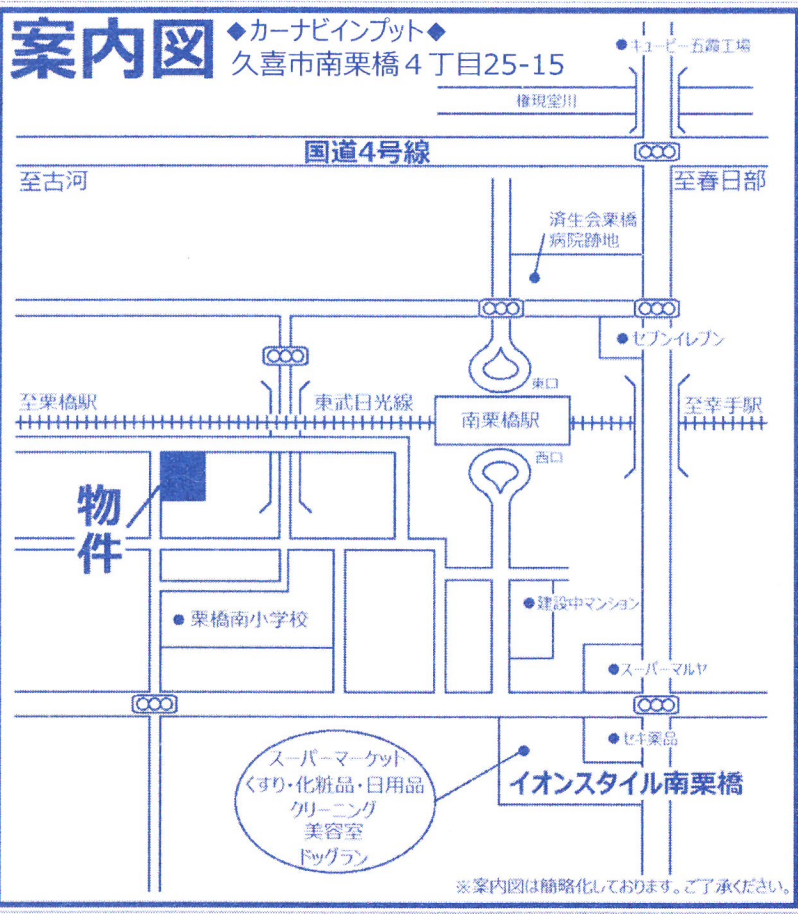 案内図
◆カーナビインプット◆
久喜市南栗橋4丁目25-15
●キユーピー五霞工場
権現堂川
国道4号線
至古河
至春日部
済生会栗橋
病院跡地
●セブンイレブン
東口
至栗橋駅
東武日光線
南栗橋駅
至幸手駅
西口
物件
●建設中マンション
●栗橋南小学校
●スーパーマルヤ
●セキ薬品
スーパーマーケット
くすり・化粧品・日用品
クリーニング
美容室
ドッグラン
イオンスタイル南栗橋
※案内図は簡略化しております。ご了承ください。